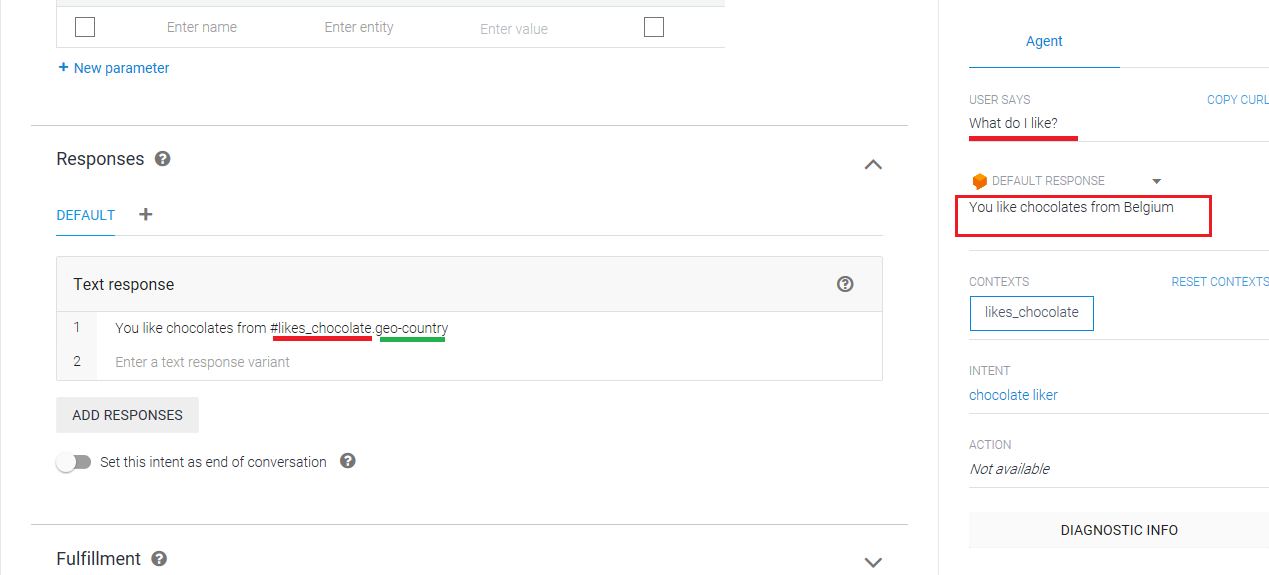 Enter name Enter entity Enter value
+ New parameter
Responses ?
DEFAULT +
Text response ?
1 You like chocolates from #likes_chocolate.geo-country
2 Enter a text response variant
ADD RESPONSES
Set this intent as end of conversation ?
Fulfillment ?
Agent
USER SAYS COPY CURL
What do I like?
DEFAULT RESPONSE
You like chocolates from Belgium
CONTEXTS RESET CONTEXTS
likes_chocolate
INTENT
chocolate liker
ACTION
Not available
DIAGNOSTIC INFO